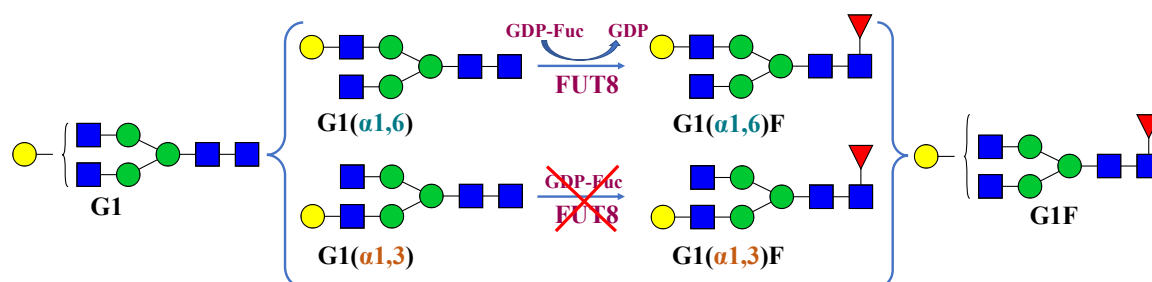 GDP-Fuc GDP
FUT8
G1(α1,6)
G1(α1,6)F
G1
GDP-Fuc
FUT8
G1(α1,3)
G1(α1,3)F
G1F